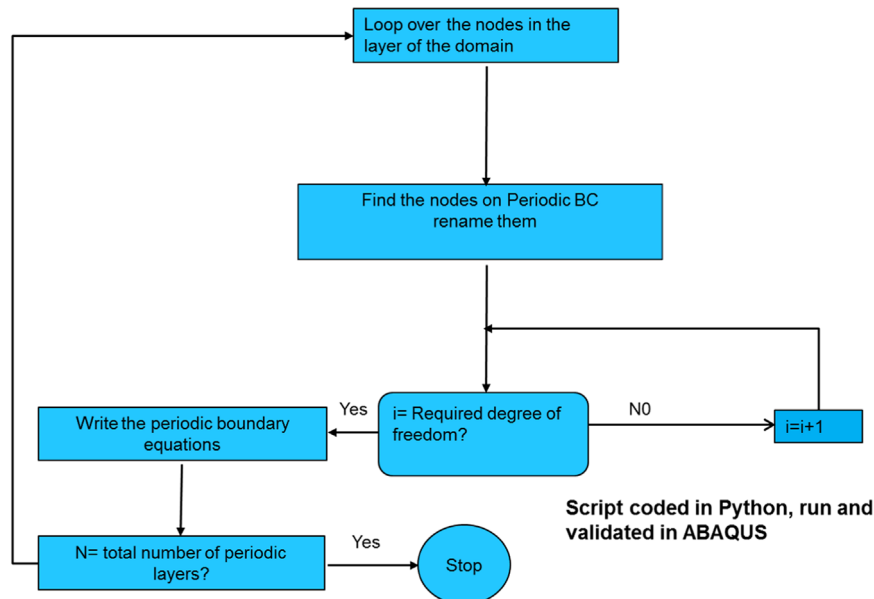 Loop over the nodes in the
layer of the domain
Find the nodes on Periodic BC
rename them
i= Required degree of
freedom?
Yes
N0
i=i+1
Write the periodic boundary
equations
Script coded in Python, run and
validated in ABAQUS
N= total number of periodic
layers?
Yes
Stop